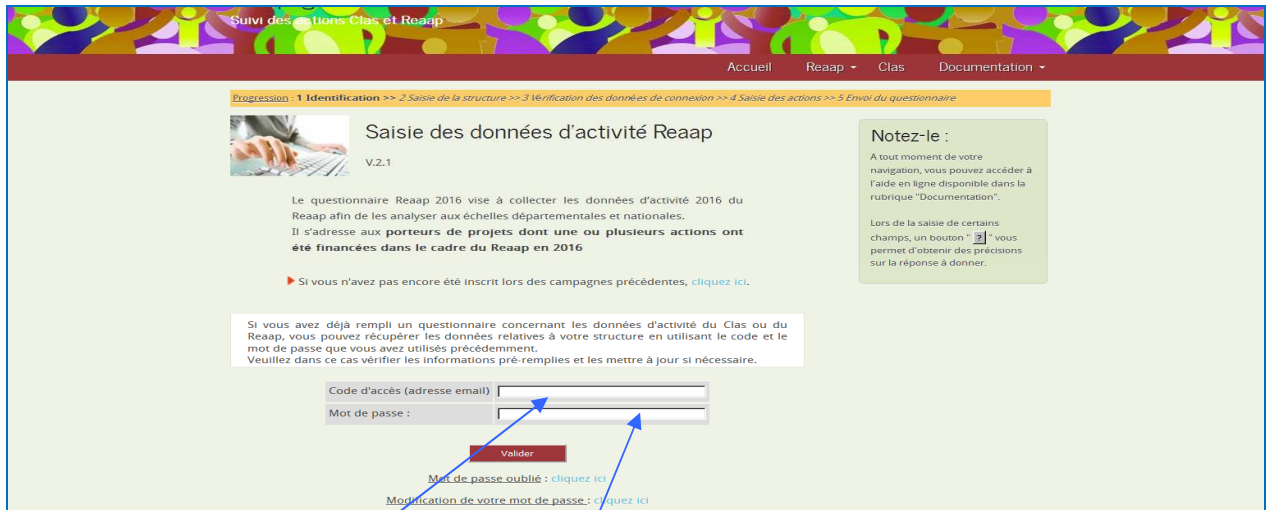 Suivi des actions Clas et Reaap
Accueil Reaap Clas Documentation
Progression : 1 Identification >> 2 Saisie de la structure >> 3 Vérification des données de connexion >> 4 Saisie des actions >> 5 Envoi du questionnaire
Saisie des données d'activité Reaap
V.2.1
Le questionnaire Reaap 2016 vise à collecter les données d'activité 2016 du
Reaap afin de les analyser aux échelles départementales et nationales.
Il s'adresse aux porteurs de projets dont une ou plusieurs actions ont
été financées dans le cadre du Reaap en 2016
Si vous n'avez pas encore été inscrit lors des campagnes précédentes, cliquez ici.
Notez-le :
A tout moment de votre
navigation, vous pouvez accéder à
l'aide en ligne disponible dans la
rubrique "Documentation".
Lors de la saisie de certains
champs, un bouton " ? " vous
permet d'obtenir des précisions
sur la réponse à donner.
Si vous avez déjà rempli un questionnaire concernant les données d'activité du Clas ou du
Reaap, vous pouvez récupérer les données relatives à votre structure en utilisant le code et le
mot de passe que vous avez utilisés précédemment.
Veuillez dans ce cas vérifier les informations pré-remplies et les mettre à jour si nécessaire.
Code d'accès (adresse email)
Mot de passe :
Valider
Mot de passe oublié : cliquez ici
Modification de votre mot de passe : cliquez ici